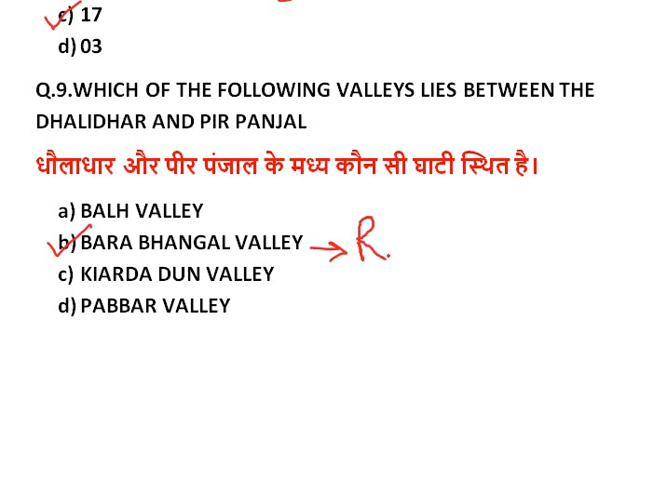 c) 17
d) 03
Q.9.WHICH OF THE FOLLOWING VALLEYS LIES BETWEEN THE
DHALIDHAR AND PIR PANJAL
धौलाधार और पीर पंजाल के मध्य कौन सी घाटी स्थित है।
a) BALH VALLEY
b) BARA BHANGAL VALLEY → R.
c) KIARDA DUN VALLEY
d) PABBAR VALLEY